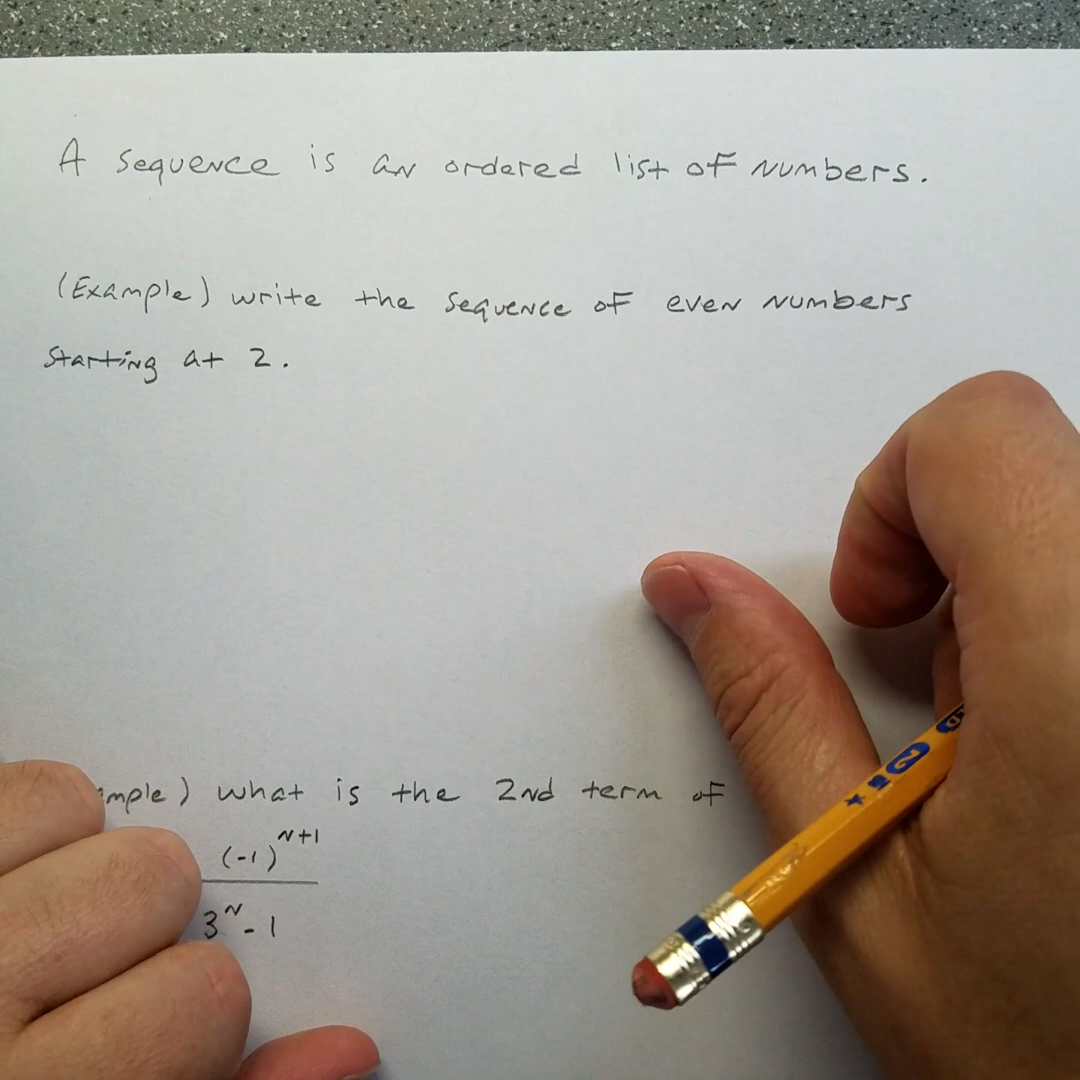 A sequence is an ordered list of numbers.
(Example) write the sequence of even numbers
starting at 2.
mple) what is the 2nd term of
(-1)^{n+1}
3^n - 1
2